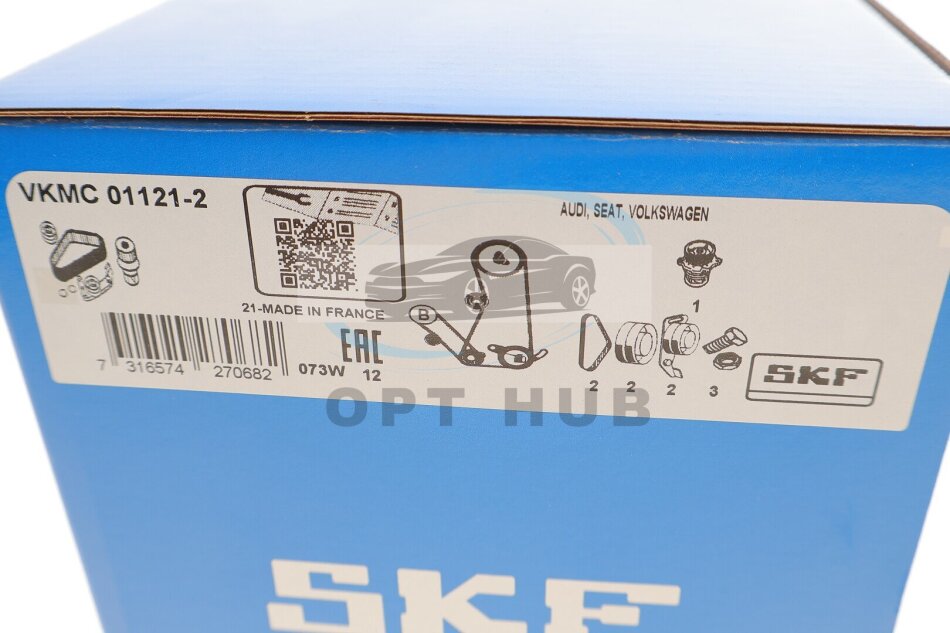 VKMC 01121-2
AUDI, SEAT, VOLKSWAGEN
21-MADE IN FRANCE
B
1
7 316574 270682
073W
EAC
12
2 2 2 3
SKF
OPT HUB
SKF